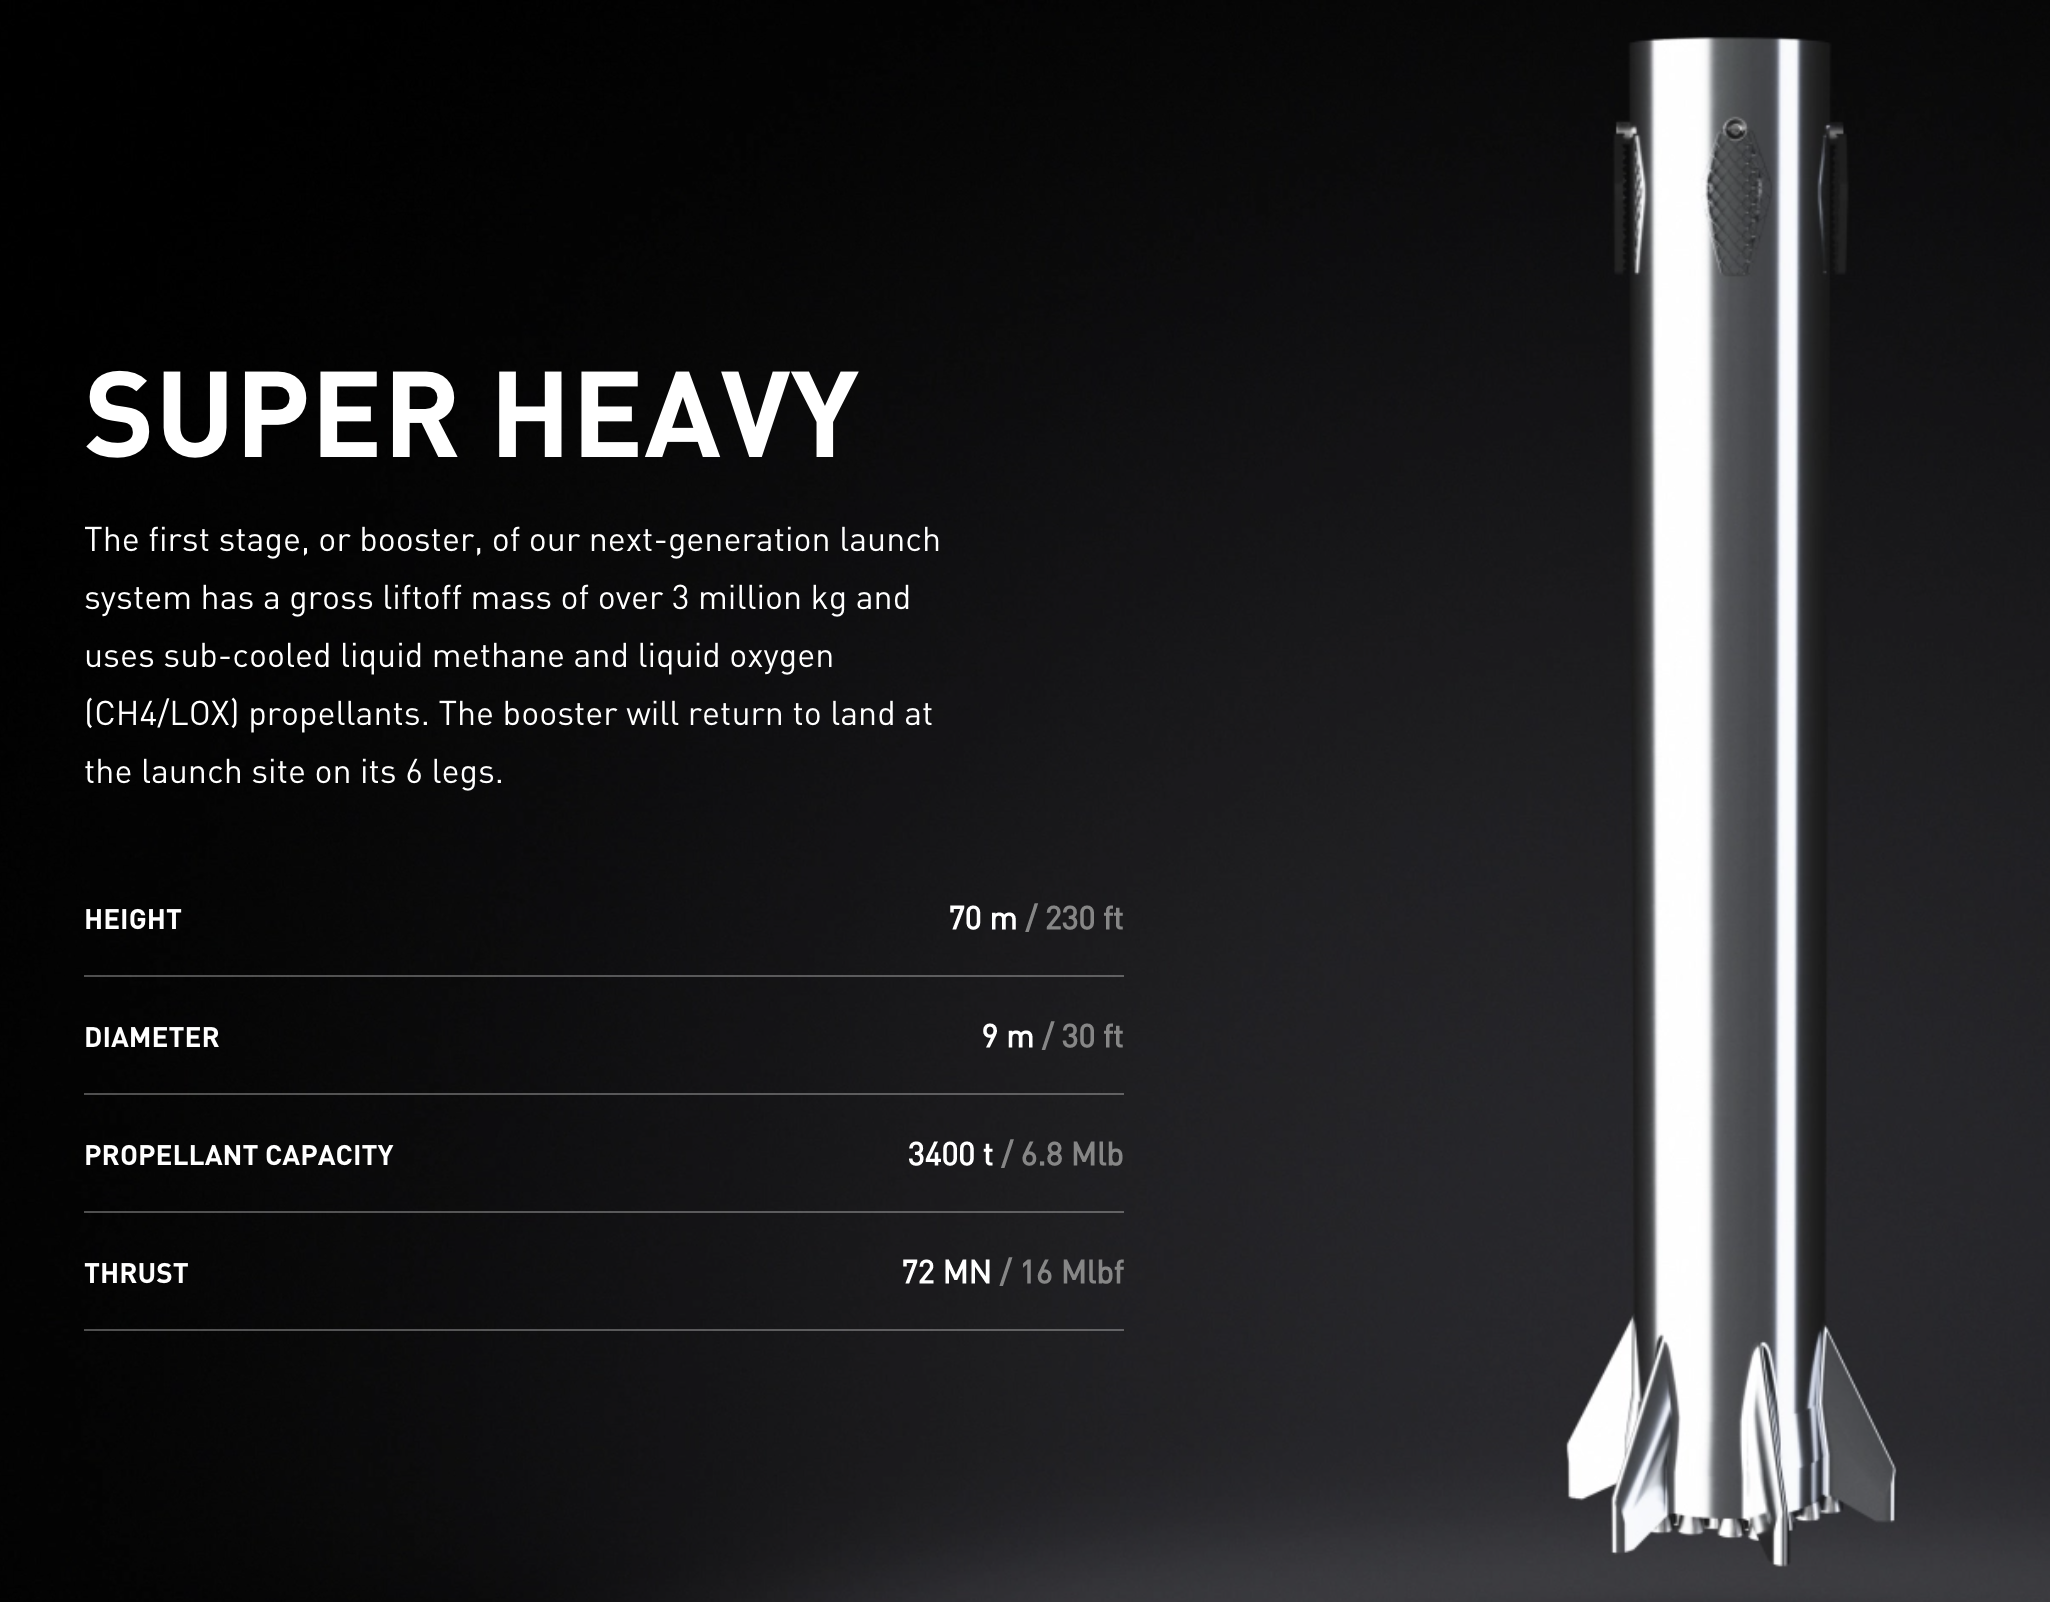 SUPER HEAVY
The first stage, or booster, of our next-generation launch
system has a gross liftoff mass of over 3 million kg and
uses sub-cooled liquid methane and liquid oxygen
(CH4/LOX) propellants. The booster will return to land at
the launch site on its 6 legs.
HEIGHT 70 m / 230 ft
DIAMETER 9 m / 30 ft
PROPELLANT CAPACITY 3400 t / 6.8 Mlb
THRUST 72 MN / 16 Mlbf